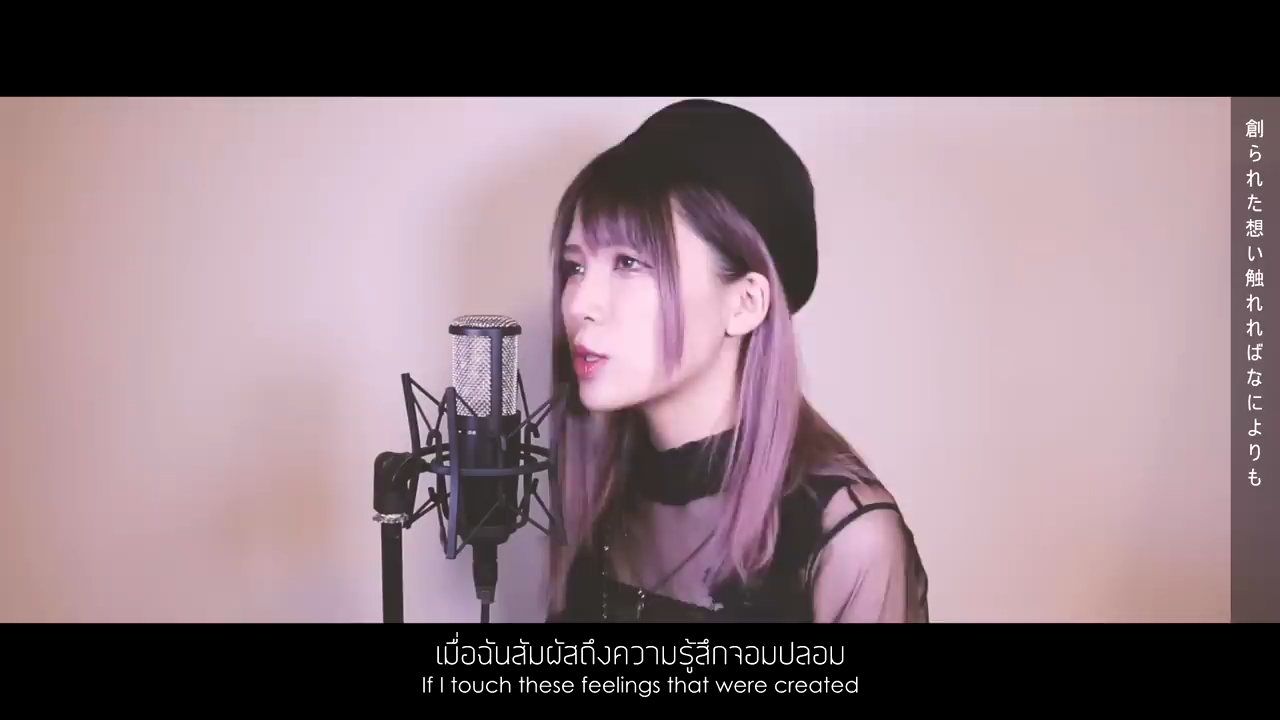 創られた想い触れればなによりも
เมื่อฉันสัมผัสถึงความรู้สึกจอมปลอม
If I touch these feelings that were created